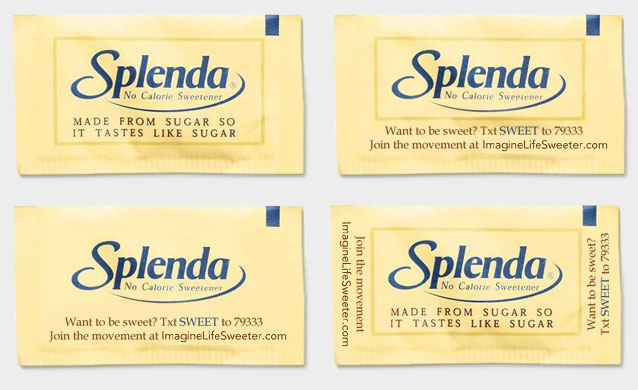 Splenda®
No Calorie Sweetener
MADE FROM SUGAR SO
IT TASTES LIKE SUGAR
Splenda®
No Calorie Sweetener
Want to be sweet? Txt SWEET to 79333
Join the movement at ImagineLifeSweeter.com
Splenda
No Calorie Sweetener
Want to be sweet? Txt SWEET to 79333
Join the movement at ImagineLifeSweeter.com
Join the movement
ImagineLifeSweeter.com
Splenda®
No Calorie Sweetener
MADE FROM SUGAR SO
IT TASTES LIKE SUGAR
Want to be sweet?
Txt SWEET to 79333